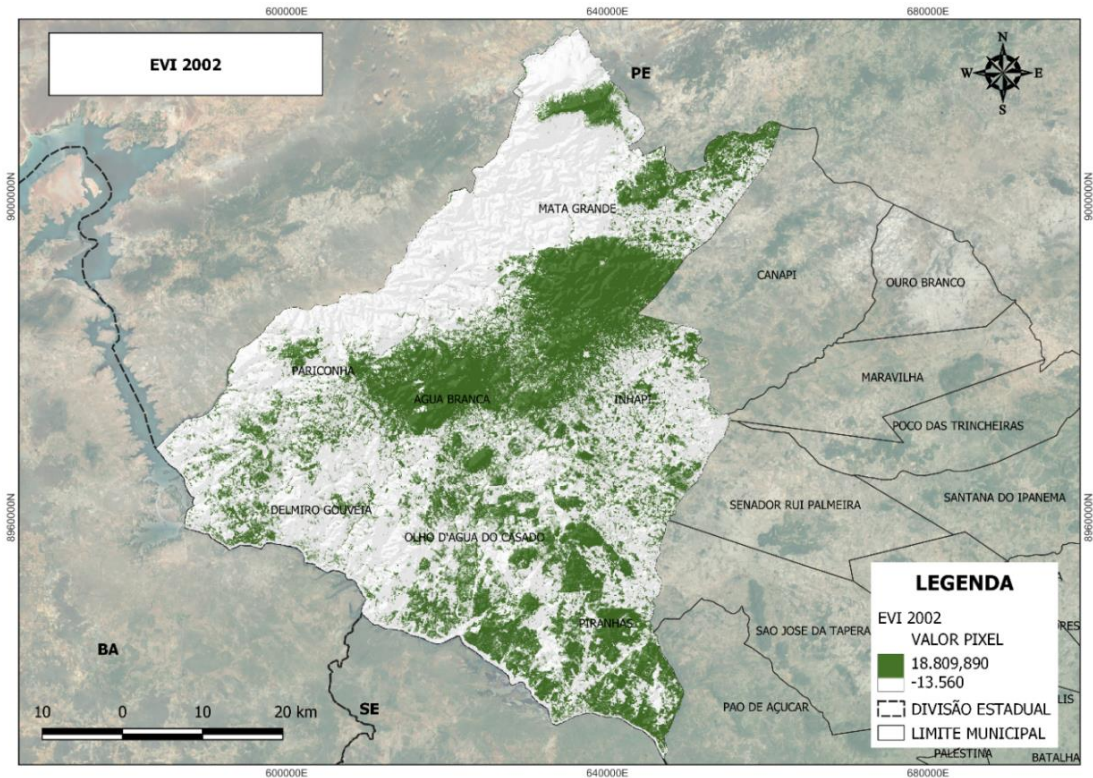 600000E
640000E
680000E
EVI 2002
PE
N
W
E
S
9000000N
9000000N
MATA GRANDE
CANAPI
OURO BRANCO
PARICONHA
MARAVILHA
AGUA BRANCA
INHAPI
POCO DAS TRINCHEIRAS
SENADOR RUI PALMEIRA
SANTANA DO IPANEMA
8960000N
8960000N
DELMIRO GOUVEIA
OLHO D'AGUA DO CASADO
LEGENDA
EVI 2002
VALOR PIXEL
18.809,890
-13.560
DIVISÃO ESTADUAL
LIMITE MUNICIPAL
PIRANHAS
SAO JOSE DA TAPERA
RES
BA
SE
PAO DE AÇUCAR
LIS
10
0
10
20 km
PALESTINA
BATALHA
600000E
640000E
680000E